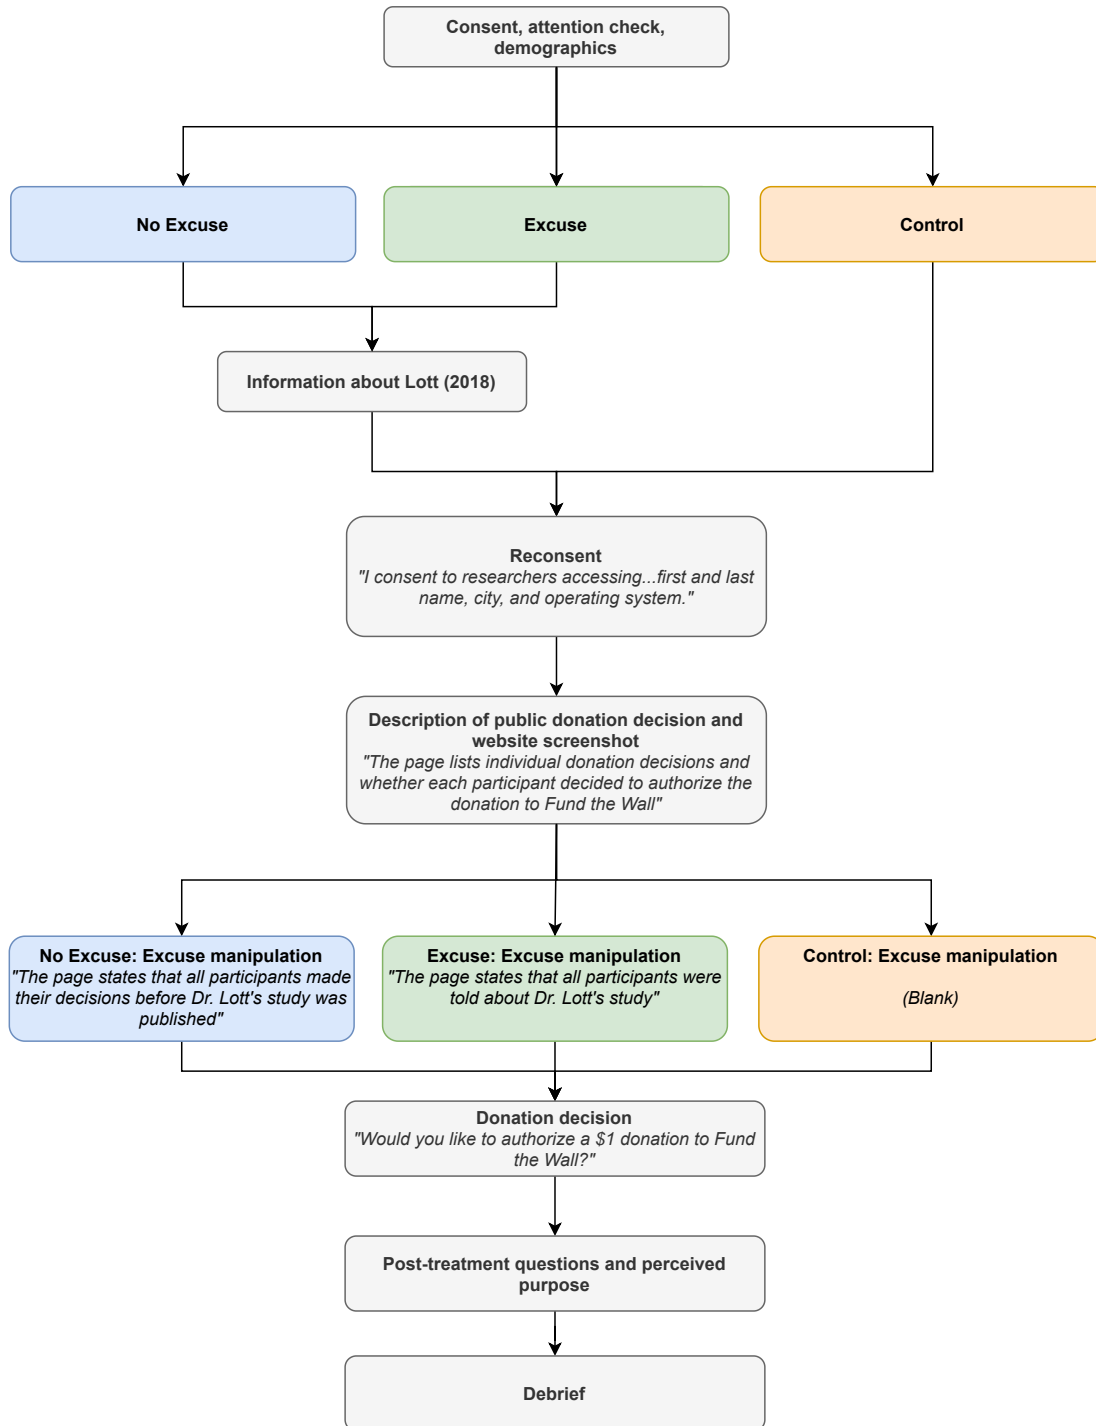 Consent, attention check,
demographics
No Excuse
Excuse
Control
Information about Lott (2018)
Reconsent
"I consent to researchers accessing...first and last
name, city, and operating system."
Description of public donation decision and
website screenshot
"The page lists individual donation decisions and
whether each participant decided to authorize the
donation to Fund the Wall"
No Excuse: Excuse manipulation
"The page states that all participants made
their decisions before Dr. Lott's study was
published"
Excuse: Excuse manipulation
"The page states that all participants were
told about Dr. Lott's study"
Control: Excuse manipulation
(Blank)
Donation decision
"Would you like to authorize a $1 donation to Fund
the Wall?"
Post-treatment questions and perceived
purpose
Debrief